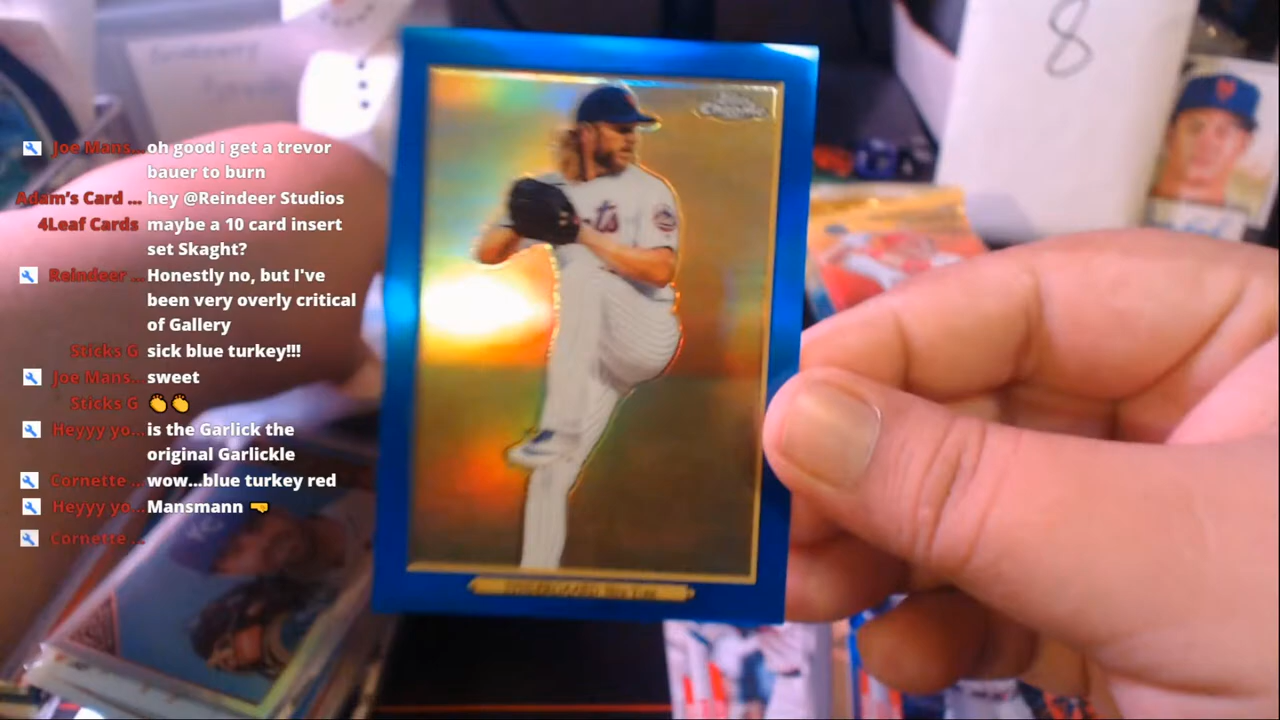 Joe Mans... oh good i get a trevor
bauer to burn
Adam's Card ... hey @Reindeer Studios
4Leaf Cards maybe a 10 card insert
set Skaght?
Reindeer ... Honestly no, but I've
been very overly critical
of Gallery
Sticks G sick blue turkey!!!
Joe Mans... sweet
Sticks G 👏👏
Heyyy yo... is the Garlick the
original Garlickle
Cornette ... wow...blue turkey red
Heyyy yo... Mansmann 👊
Cornette ...
8
Chrome